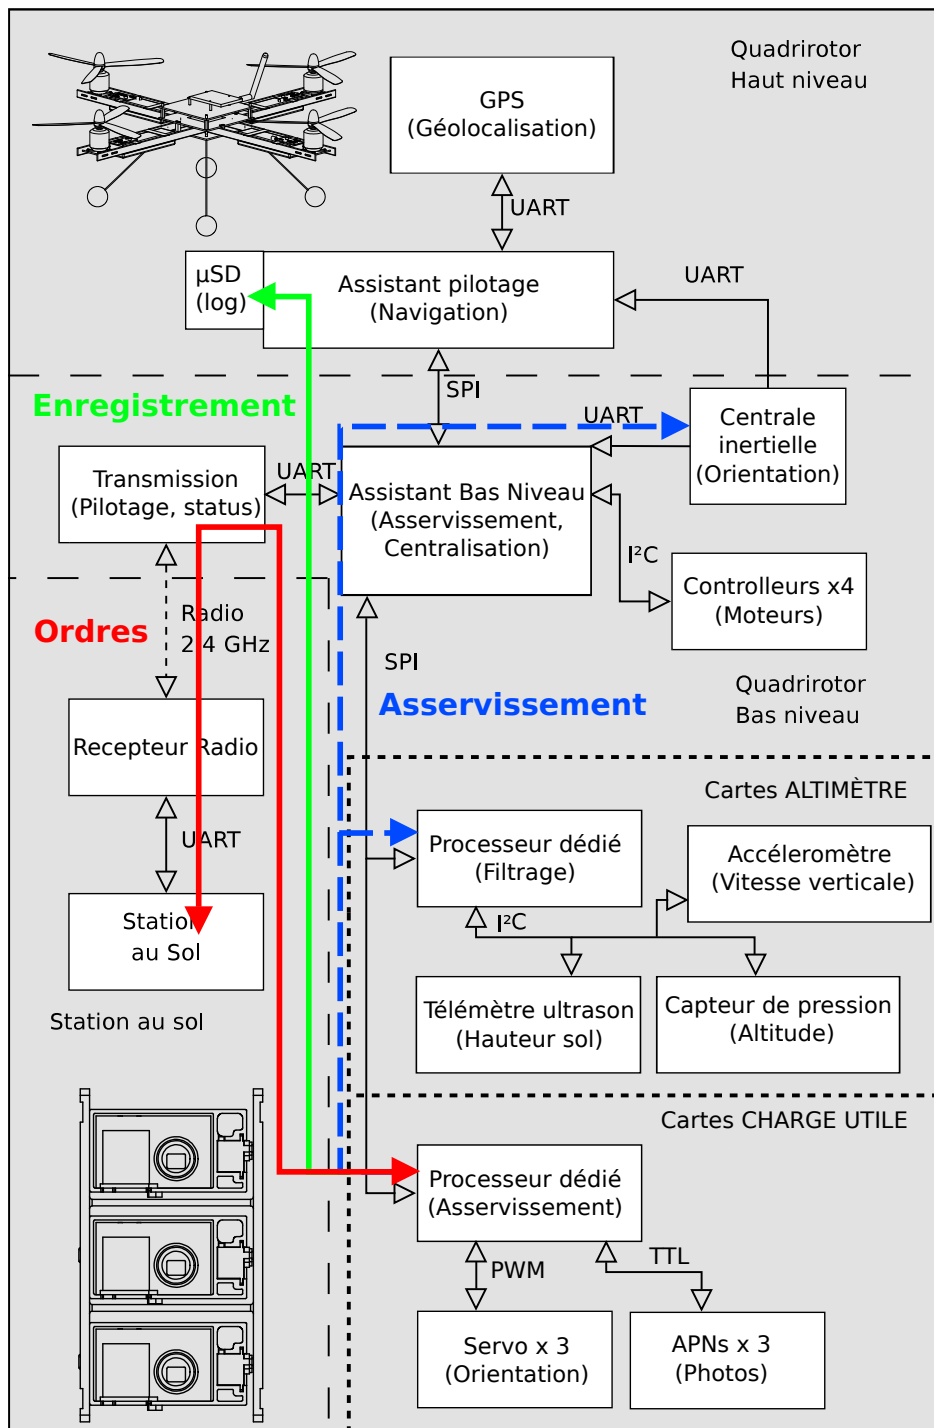 Quadrirotor
Haut niveau
GPS
(Géolocalisation)
UART
µSD
(log)
Assistant pilotage
(Navigation)
UART
SPI
Enregistrement
UART
Centrale
inertielle
(Orientation)
Transmission
(Pilotage, status)
UART
Assistant Bas Niveau
(Asservissement,
Centralisation)
I²C
Controlleurs x4
(Moteurs)
Ordres
Radio
2,4 GHz
SPI
Quadrirotor
Bas niveau
Asservissement
Recepteur Radio
UART
Cartes ALTIMÈTRE
Processeur dédié
(Filtrage)
Accéleromètre
(Vitesse verticale)
I²C
Station
au Sol
Télémètre ultrason
(Hauteur sol)
Capteur de pression
(Altitude)
Station au sol
Cartes CHARGE UTILE
Processeur dédié
(Asservissement)
PWM
TTL
Servo x 3
(Orientation)
APNs x 3
(Photos)